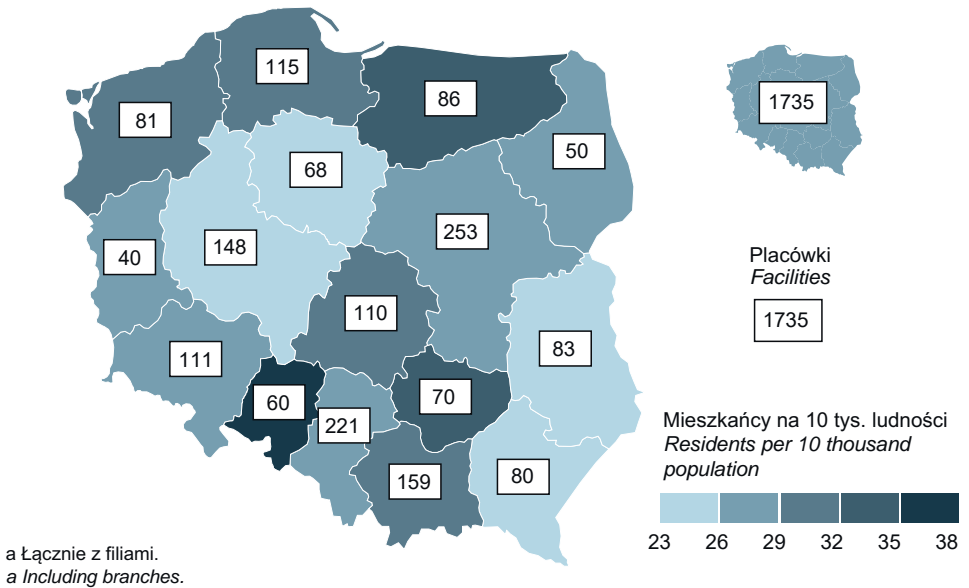 115
86
81
1735
50
68
253
148
40
Placówki
Facilities
110
1735
83
111
60
70
221
Mieszkańcy na 10 tys. ludności
Residents per 10 thousand
population
159
80
23 26 29 32 35 38
a Łącznie z filiami.
a Including branches.